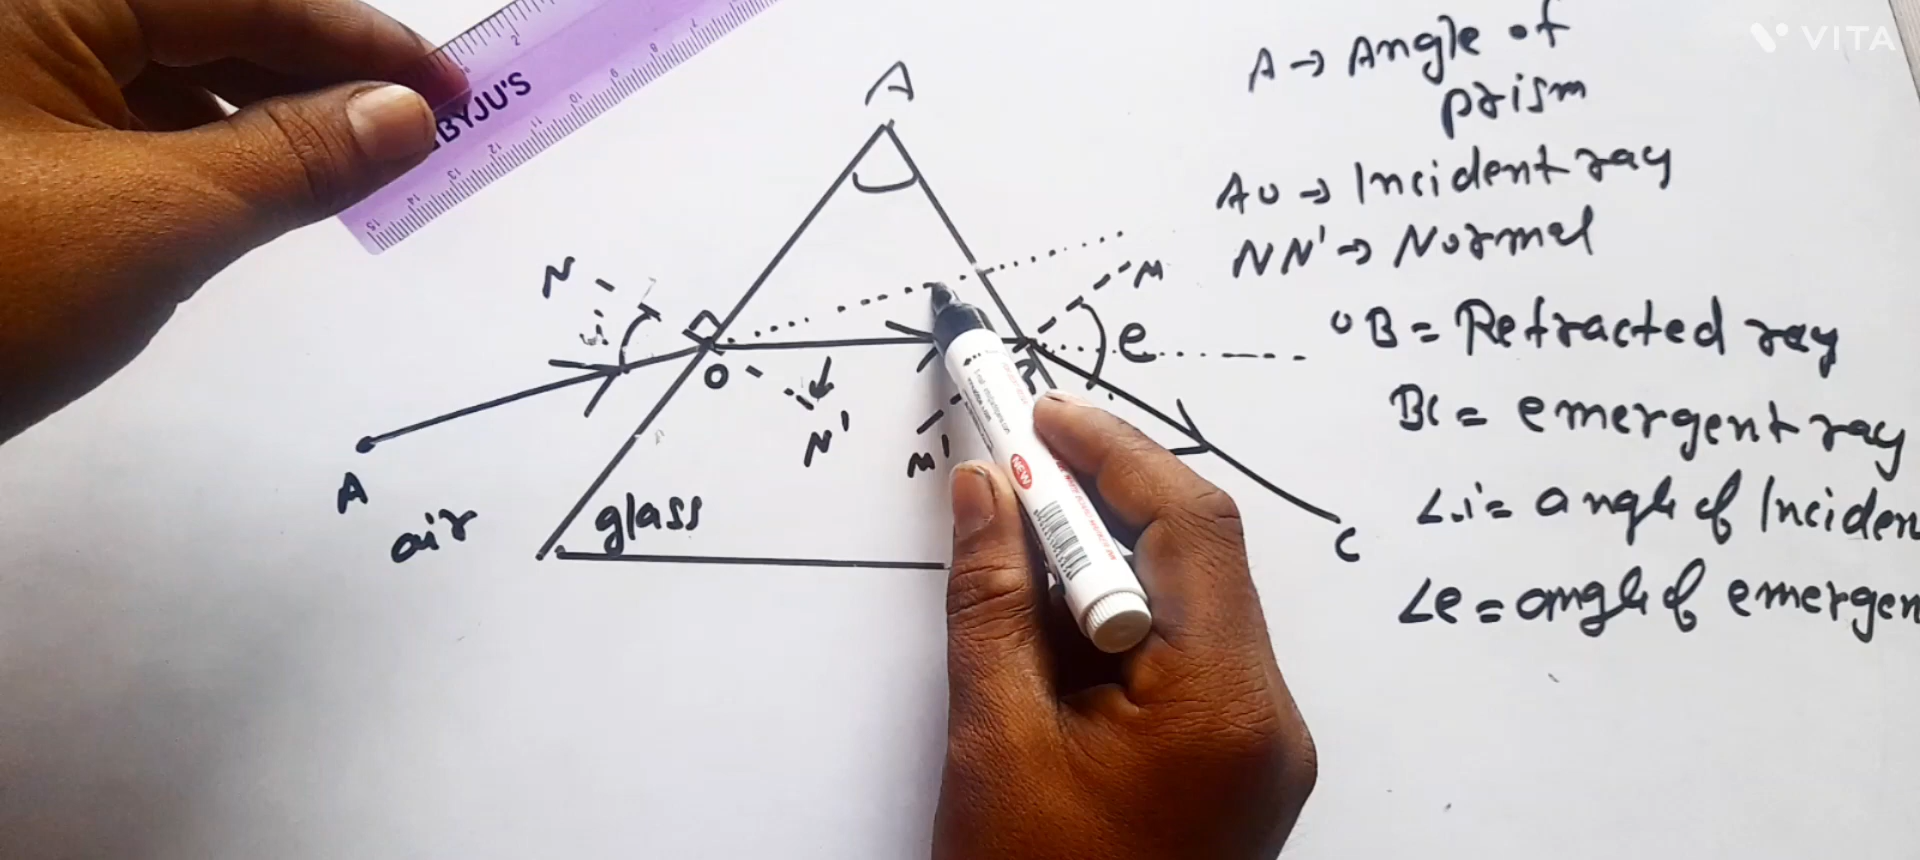 VITA
A → Angle of
prism
AO → Incident ray
NN' → Normal
OB = Refracted ray
BC = emergent ray
∠i = angle of Inciden
∠e = angle of emergen
BYJU'S
A
N
i
O
N'
M
M'
e
A
air
glass
C
NEW